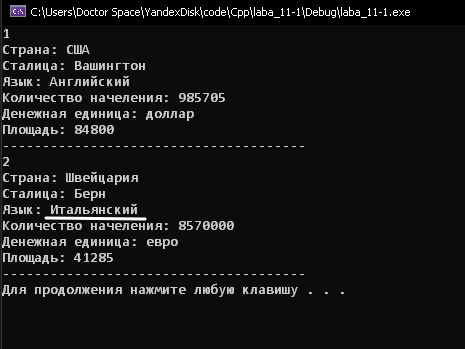 C:\Users\Doctor Space\YandexDisk\code\Cpp\laba_11-1\Debug\laba_11-1.exe
1
Страна: США
Сталица: Вашингтон
Язык: Английский
Количество начеления: 985705
Денежная единица: доллар
Площадь: 84800
--------------------------------------
2
Страна: Швейцария
Сталица: Берн
Язык: Итальянский
Количество начеления: 8570000
Денежная единица: евро
Площадь: 41285
--------------------------------------
Для продолжения нажмите любую клавишу . . .